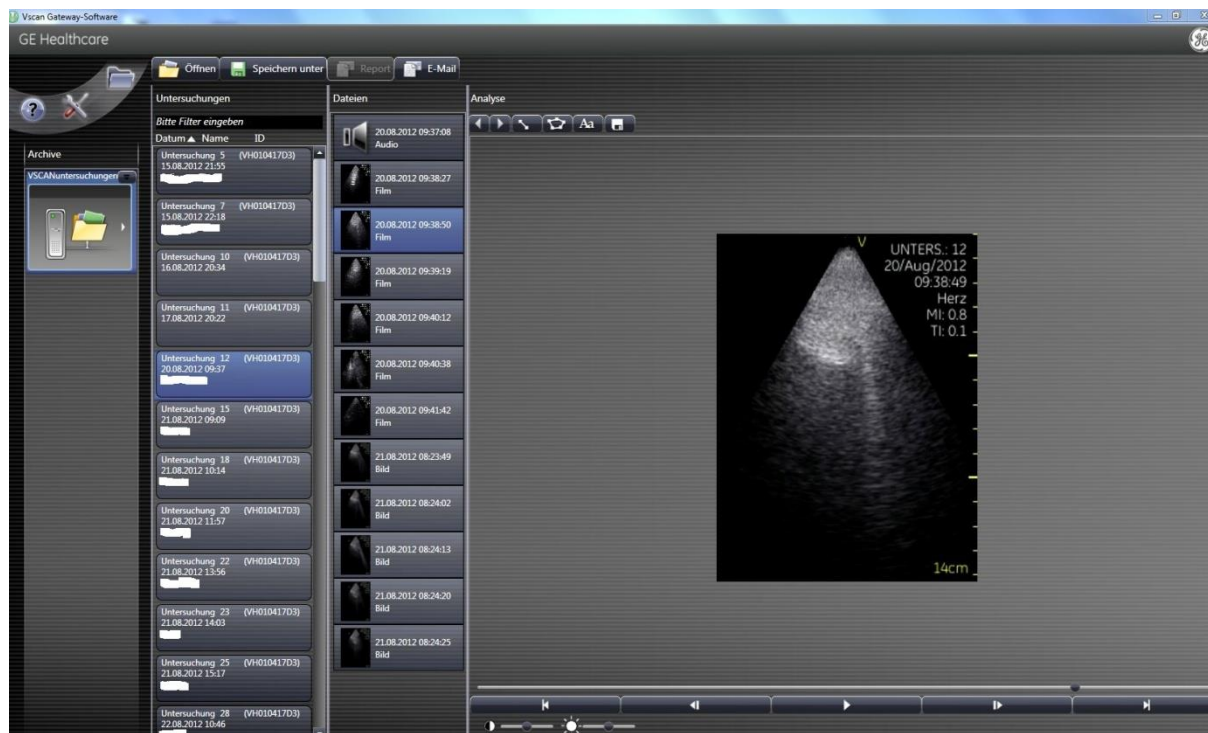 Vscan Gateway-Software
GE Healthcare
Öffnen
Speichern unter
Report
E-Mail
Archive
VSCANuntersuchungen
Untersuchungen
Bitte Filter eingeben
Datum Name ID
Untersuchung 5 (VH010417D3)
15.08.2012 21:55
Untersuchung 7 (VH010417D3)
15.08.2012 22:18
Untersuchung 10 (VH010417D3)
16.08.2012 20:34
Untersuchung 11 (VH010417D3)
17.08.2012 20:22
Untersuchung 12 (VH010417D3)
20.08.2012 09:37
Untersuchung 15 (VH010417D3)
21.08.2012 09:09
Untersuchung 18 (VH010417D3)
21.08.2012 10:14
Untersuchung 20 (VH010417D3)
21.08.2012 11:57
Untersuchung 22 (VH010417D3)
21.08.2012 13:56
Untersuchung 23 (VH010417D3)
21.08.2012 14:03
Untersuchung 25 (VH010417D3)
21.08.2012 15:17
Untersuchung 28 (VH010417D3)
22.08.2012 10:46
Dateien
20.08.2012 09:37:08
Audio
20.08.2012 09:38:27
Film
20.08.2012 09:38:50
Film
20.08.2012 09:39:19
Film
20.08.2012 09:40:12
Film
20.08.2012 09:40:38
Film
20.08.2012 09:41:42
Film
21.08.2012 08:23:49
Bild
21.08.2012 08:24:02
Bild
21.08.2012 08:24:13
Bild
21.08.2012 08:24:20
Bild
21.08.2012 08:24:25
Bild
Analyse
Aa
V
UNTERS.: 12
20/Aug/2012
09:38:49
Herz
MI: 0.8
TI: 0.1
14cm